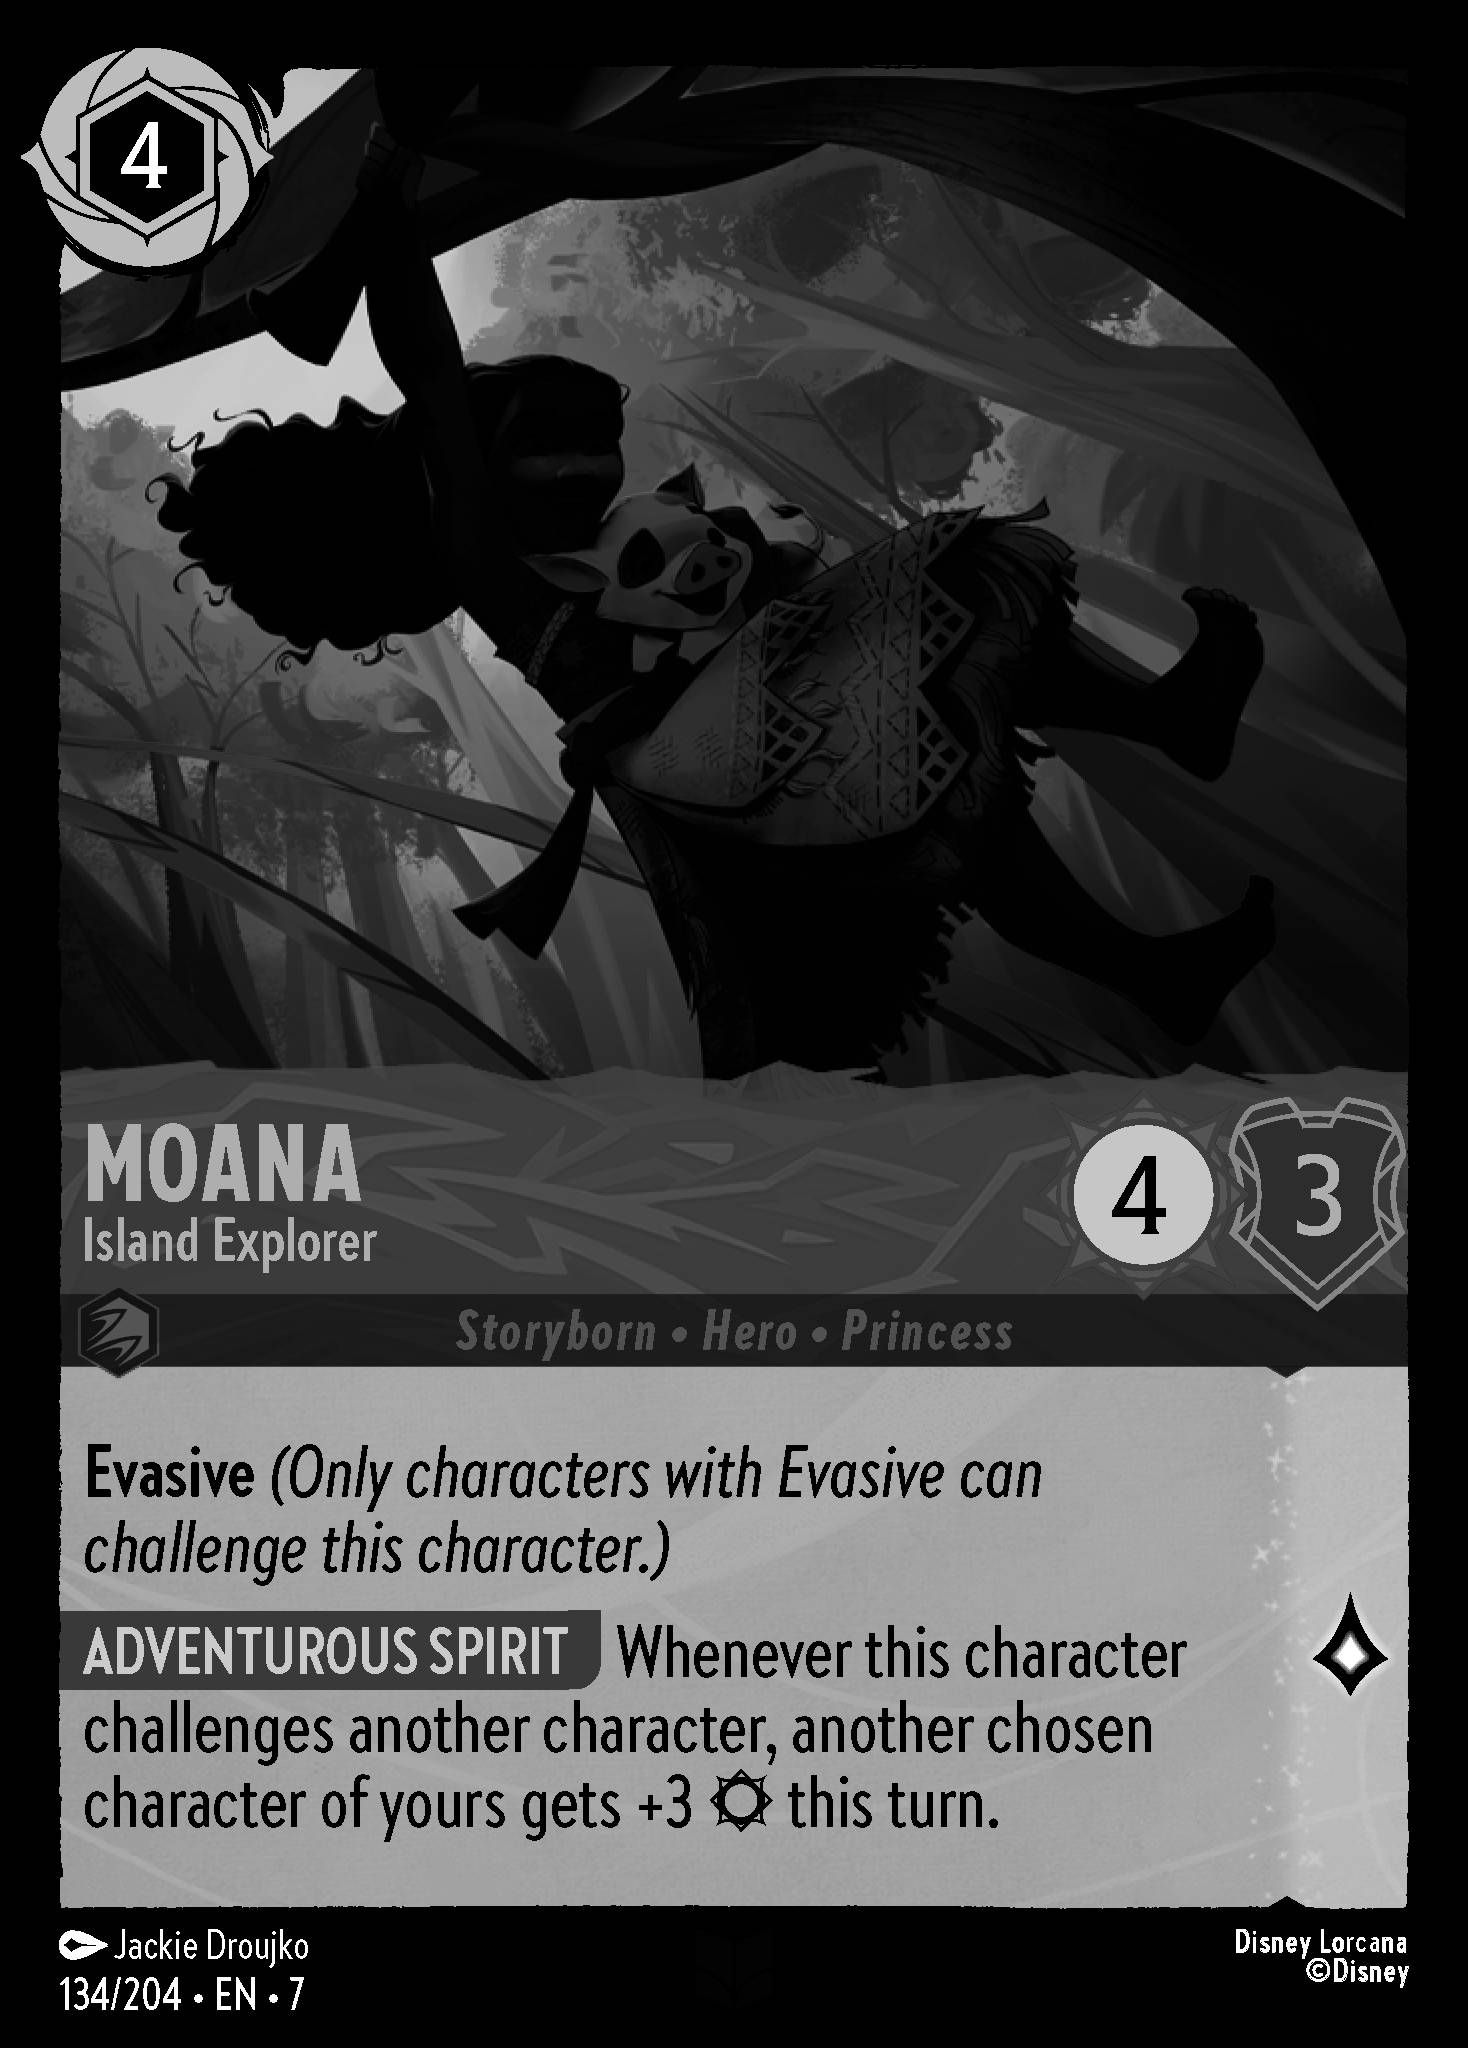 4
MOANA
Island Explorer
4
3
Storyborn • Hero • Princess
Evasive (Only characters with Evasive can
challenge this character.)
ADVENTUROUS SPIRIT Whenever this character
challenges another character, another chosen
character of yours gets +3 this turn.
Jackie Droujko
134/204 • EN • 7
Disney Lorcana
©Disney